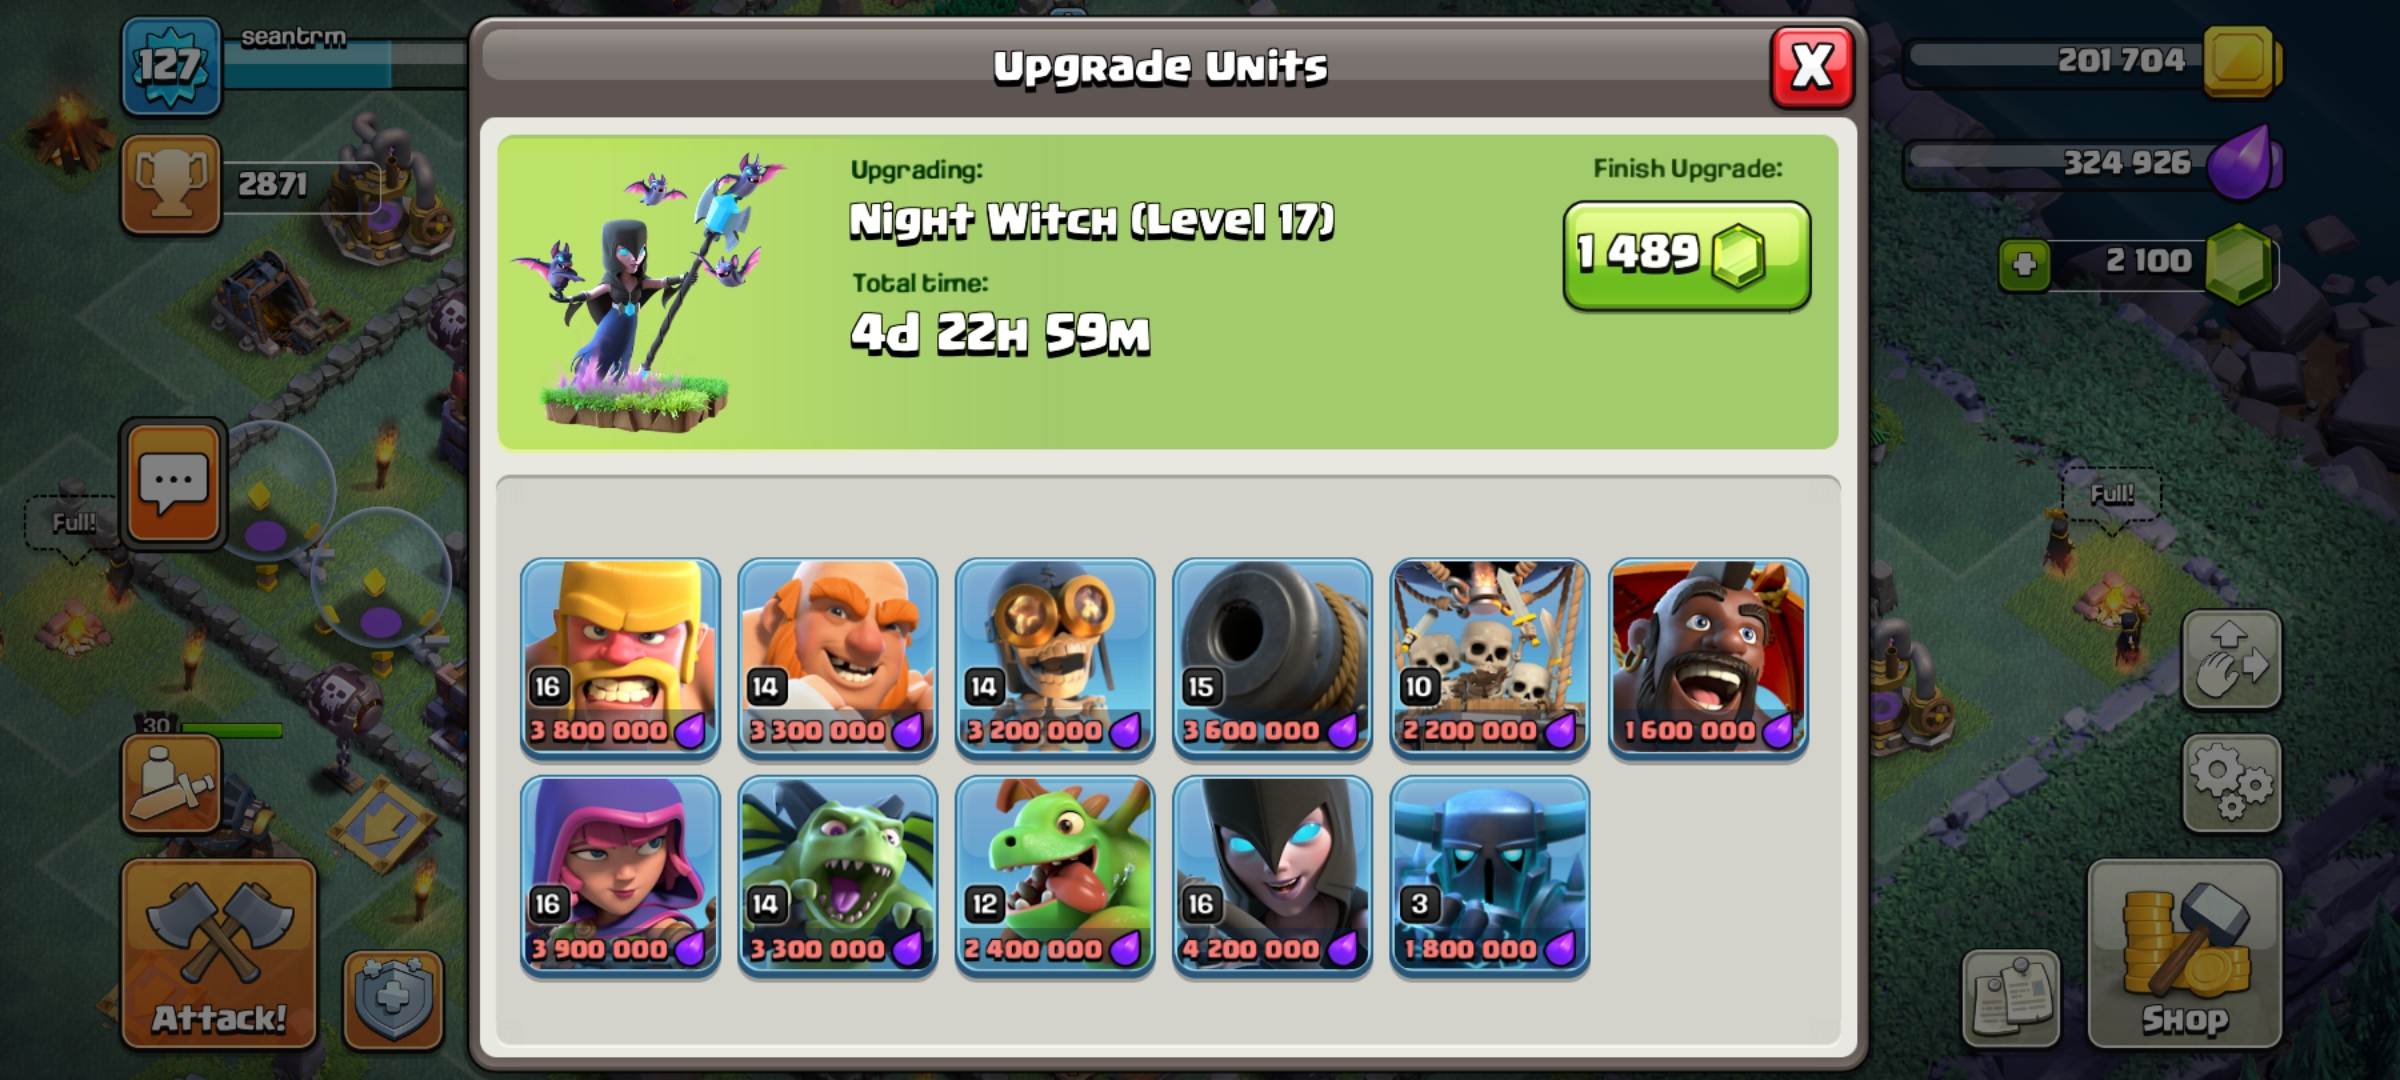 127
seantrm
2871
Upgrade Units
X
201 704
324 926
2 100
Upgrading:
Night Witch (Level 17)
Total time:
4d 22H 59M
Finish Upgrade:
1 489
Full!
Full!
16
3 800 000
14
3 300 000
14
3 200 000
15
3 600 000
10
2 200 000
1 600 000
16
3 900 000
14
3 300 000
12
2 400 000
16
4 200 000
3
1 800 000
30
Attack!
Shop